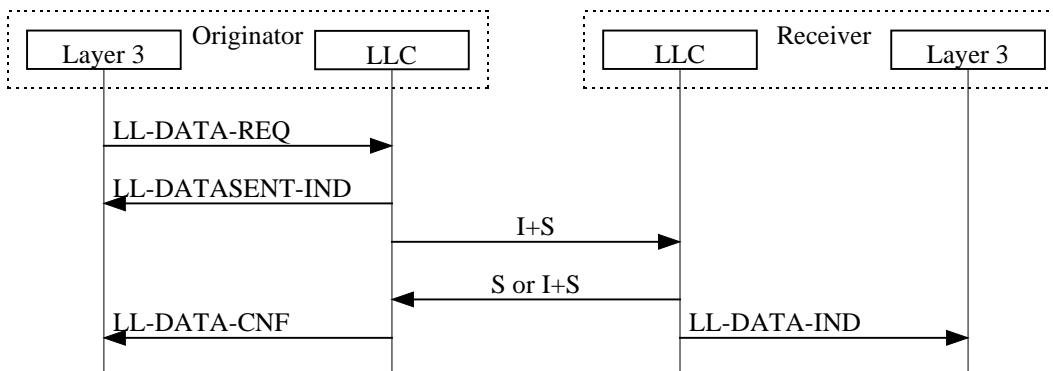 Originator
Receiver
Layer 3
LLC
LLC
Layer 3
LL-DATA-REQ
LL-DATASENT-IND
I+S
S or I+S
LL-DATA-CNF
LL-DATA-IND